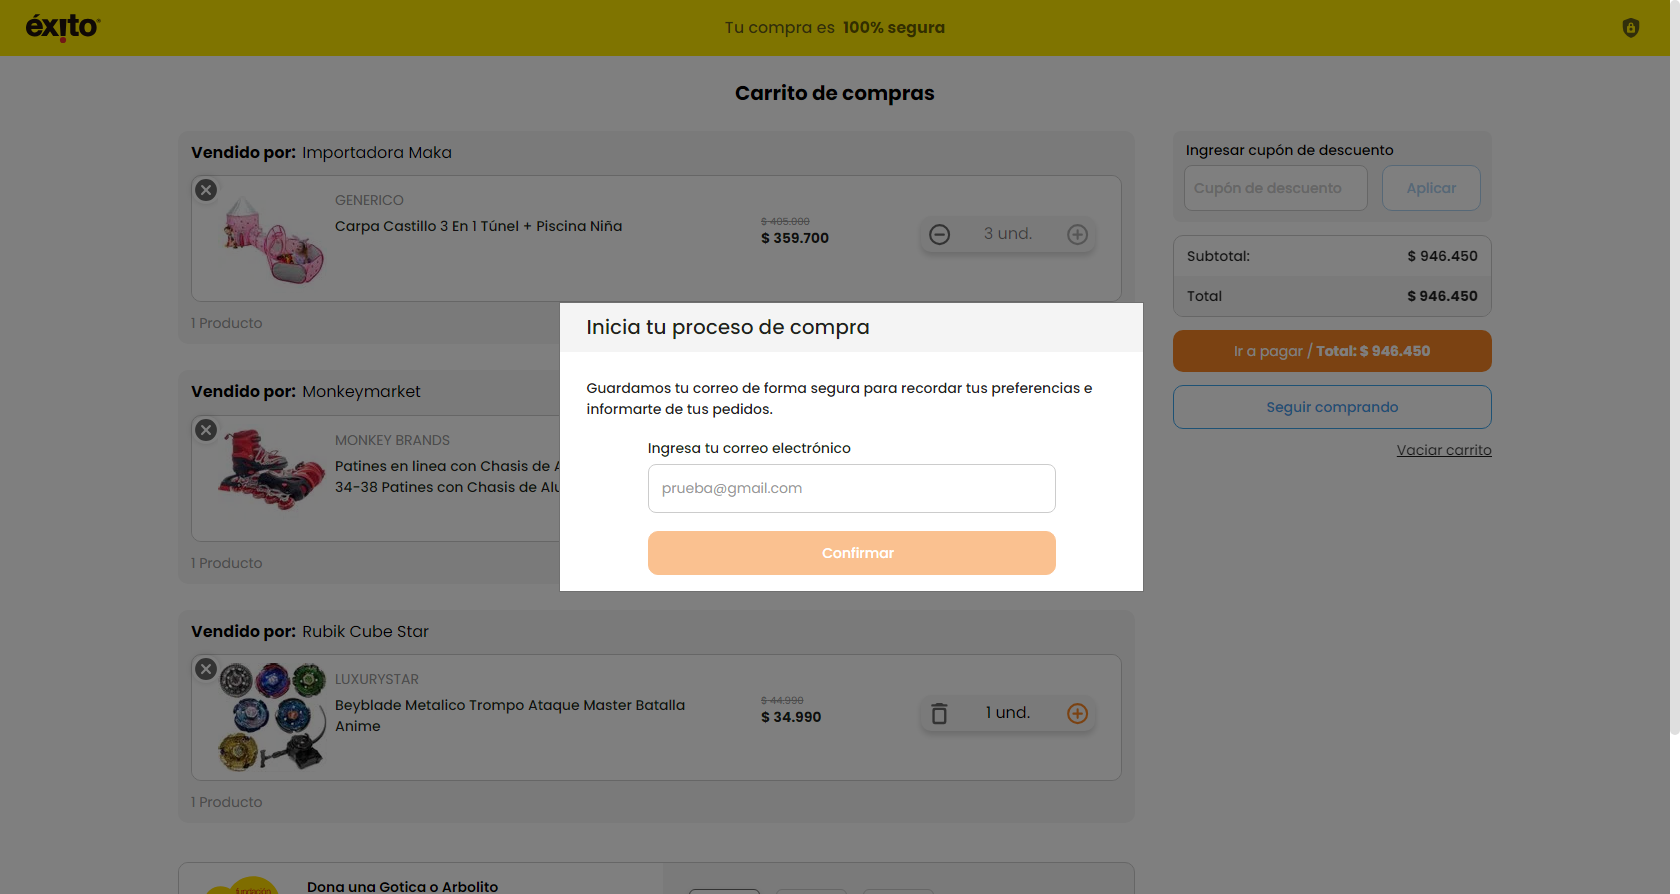 éxito
Tu compra es 100% segura
Carrito de compras
Vendido por: Importadora Maka
GENERICO
Carpa Castillo 3 En 1 Túnel + Piscina Niña
$ 405.000
$ 359.700
3 und.
1 Producto
Vendido por: Monkeymarket
MONKEY BRANDS
Patines en linea con Chasis de A
34-38 Patines con Chasis de Alu
1 Producto
Vendido por: Rubik Cube Star
LUXURYSTAR
Beyblade Metalico Trompo Ataque Master Batalla
Anime
$ 44.990
$ 34.990
1 und.
1 Producto
fundación
Dona una Gotica o Arbolito
Inicia tu proceso de compra
Guardamos tu correo de forma segura para recordar tus preferencias e
informarte de tus pedidos.
Ingresa tu correo electrónico
prueba@gmail.com
Confirmar
Ingresar cupón de descuento
Cupón de descuento
Aplicar
Subtotal: $ 946.450
Total $ 946.450
Ir a pagar / Total: $ 946.450
Seguir comprando
Vaciar carrito